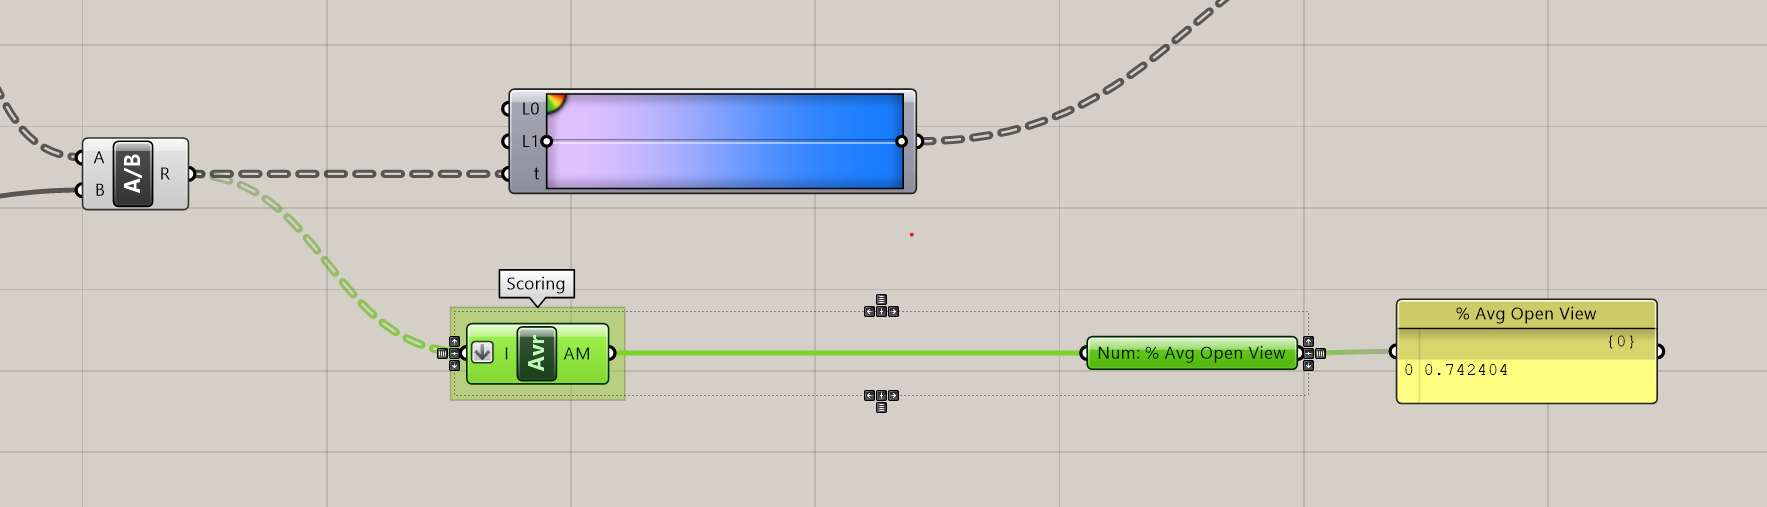 A
B
A/B
R
L0
L1
t
Scoring
I
Avr
AM
Num: % Avg Open View
% Avg Open View
{0}
0 0.742404